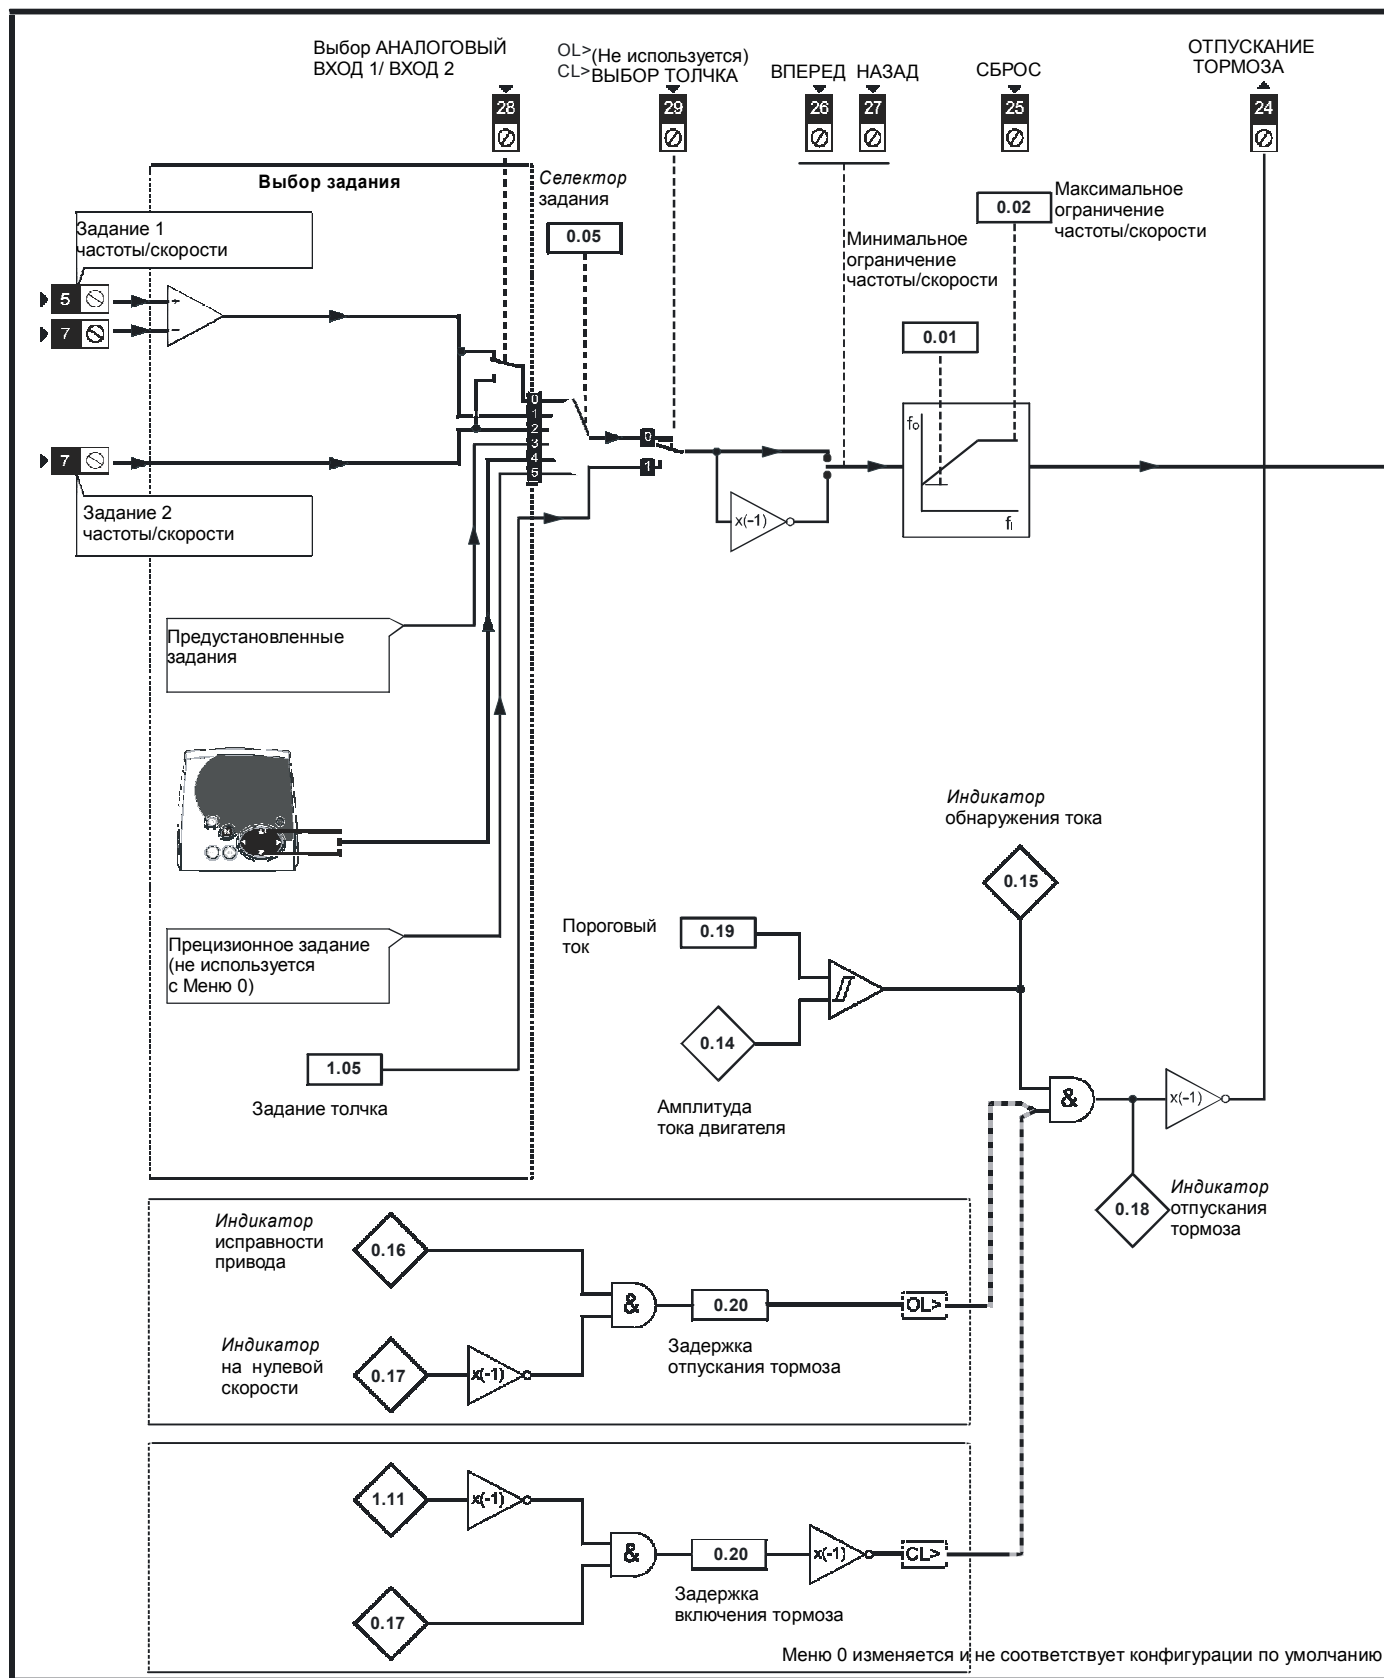 Выбор АНАЛОГОВЫЙ
ВХОД 1/ ВХОД 2
OL>(Не используется)
CL>ВЫБОР ТОЛЧКА
ВПЕРЕД НАЗАД
СБРОС
ОТПУСКАНИЕ
ТОРМОЗА
28
29
26
27
25
24
Выбор задания
Селектор
задания
0.05
Задание 1
частоты/скорости
5
7
+
−
7
Задание 2
частоты/скорости
0
1
2
3
4
5
0
1
x(-1)
Минимальное
ограничение
частоты/скорости
0.01
0.02
Максимальное
ограничение
частоты/скорости
fo
fi
Предустановленные
задания
M
Прецизионное задание
(не используется
с Меню 0)
1.05
Задание толчка
Индикатор
обнаружения тока
0.15
Пороговый
ток
0.19
0.14
Амплитуда
тока двигателя
&
x(-1)
0.18
Индикатор
отпускания
тормоза
Индикатор
исправности
привода
0.16
&
0.20
OL>
Задержка
отпускания тормоза
Индикатор
на нулевой
скорости
0.17
x(-1)
1.11
x(-1)
&
0.20
x(-1)
CL>
Задержка
включения тормоза
0.17
Меню 0 изменяется и не соответствует конфигурации по умолчанию